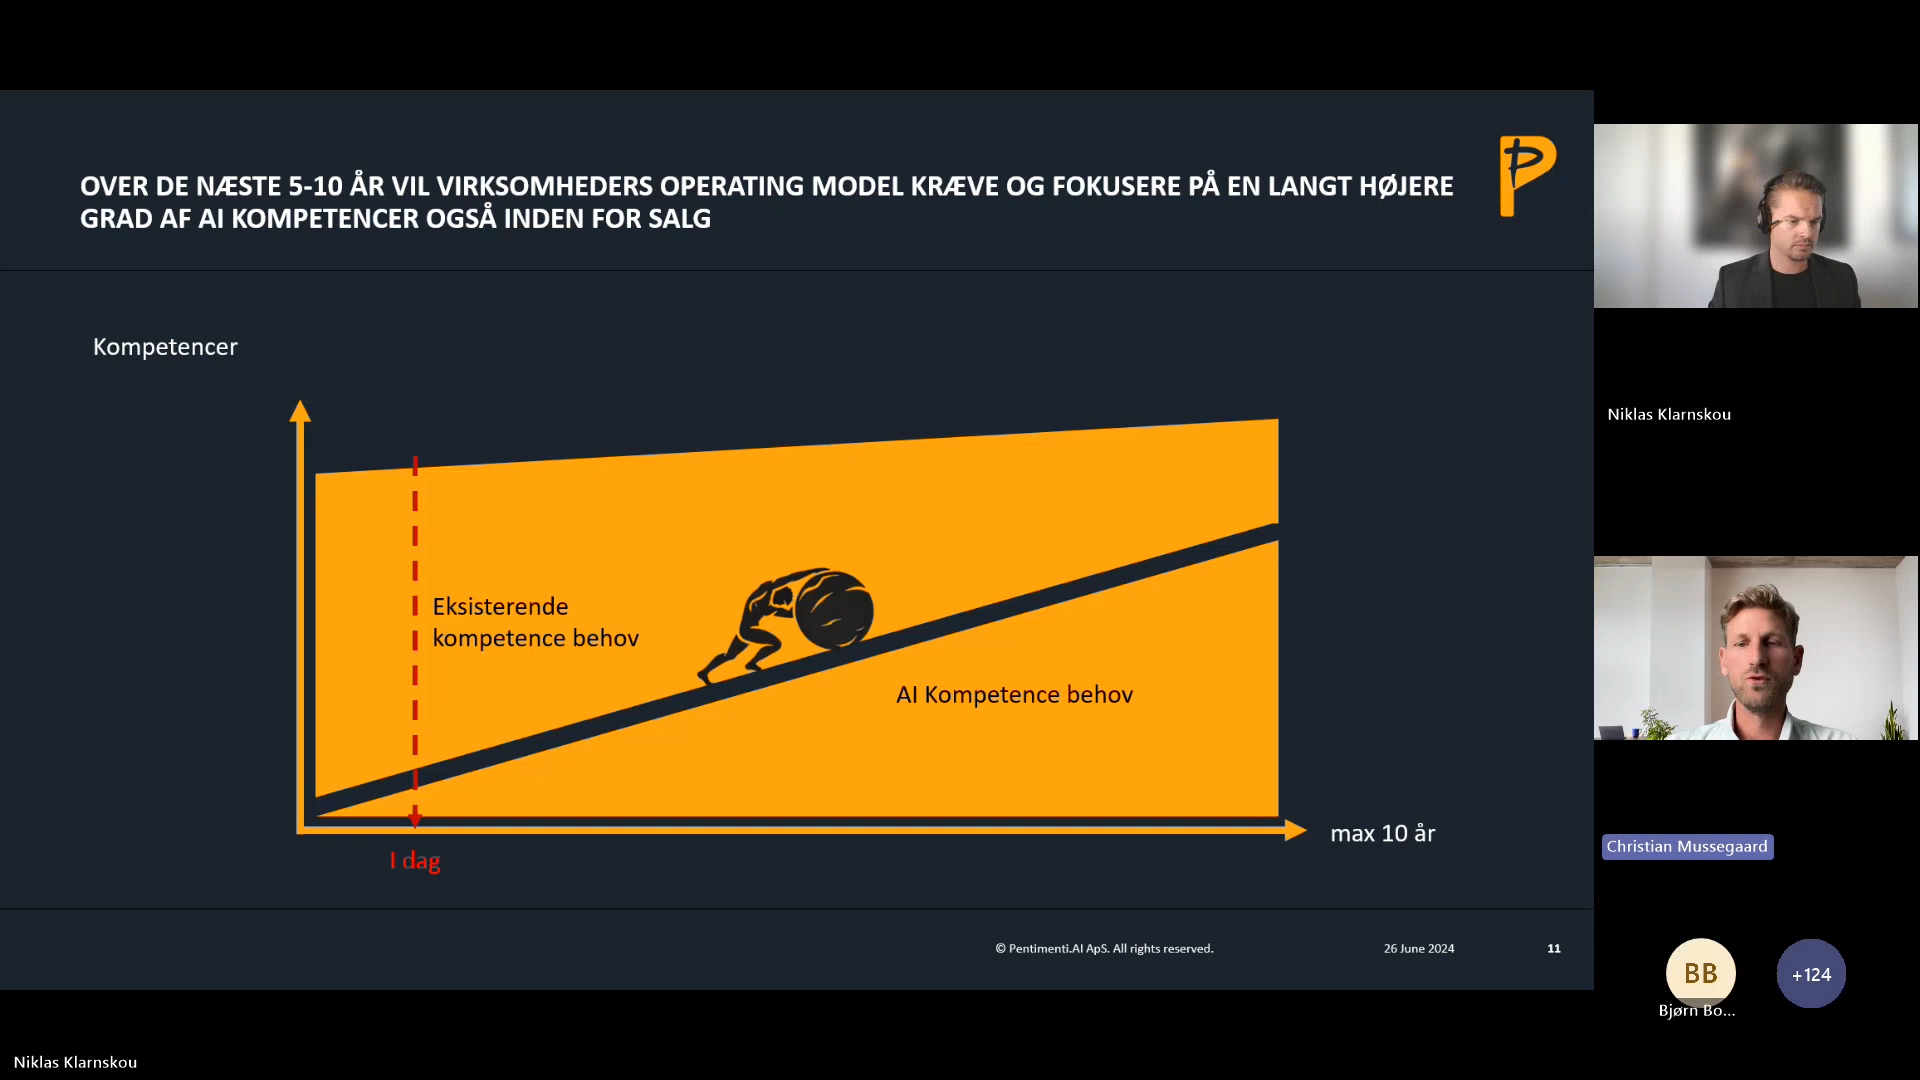 OVER DE NÆSTE 5-10 ÅR VIL VIRKSOMHEDERS OPERATING MODEL KRÆVE OG FOKUSERE PÅ EN LANGT HØJERE
GRAD AF AI KOMPETENCER OGSÅ INDEN FOR SALG
Kompetencer
Eksisterende
kompetence behov
AI Kompetence behov
max 10 år
I dag
© Pentimenti.AI ApS. All rights reserved.
26 June 2024
11
Niklas Klarnskou
Christian Mussegaard
BB
+124
Bjørn Bo...
Niklas Klarnskou